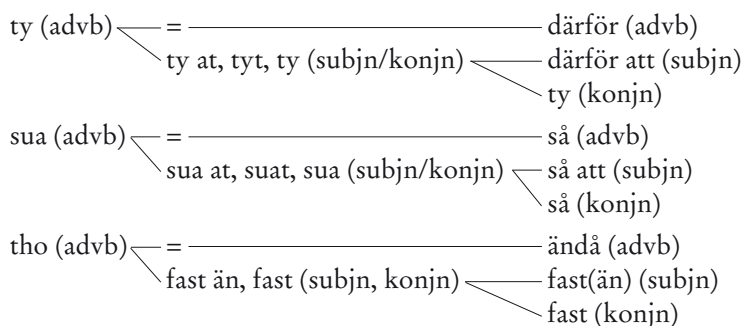 ty (advb) = därför (advb)
ty at, tyt, ty (subjn/konjn) därför att (subjn)
ty (konjn)
sua (advb) = så (advb)
sua at, suat, sua (subjn/konjn) så att (subjn)
så (konjn)
tho (advb) = ändå (advb)
fast än, fast (subjn, konjn) fast(än) (subjn)
fast (konjn)